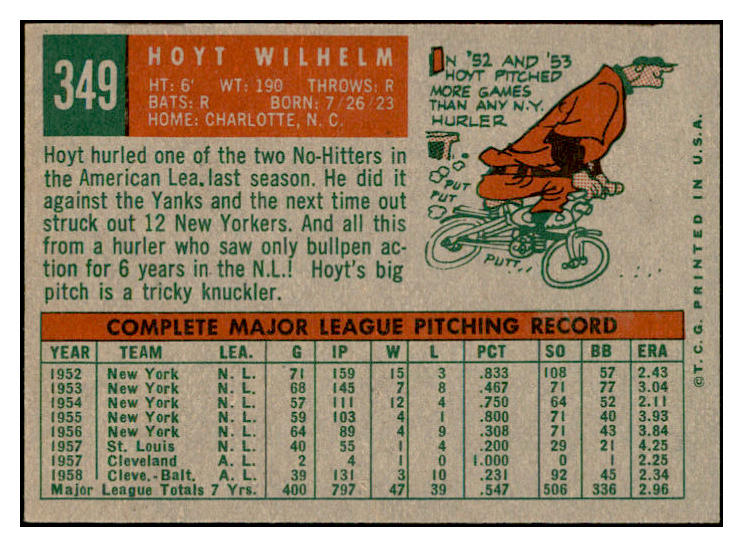 349
HOYT WILHELM
HT: 6' WT: 190 THROWS: R
BATS: R BORN: 7/26/23
HOME: CHARLOTTE, N. C.
IN '52 AND '53
HOYT PITCHED
MORE GAMES
THAN ANY N.Y.
HURLER
PUT
PUT
PUTT...
Hoyt hurled one of the two No-Hitters in
the American Lea. last season. He did it
against the Yanks and the next time out
struck out 12 New Yorkers. And all this
from a hurler who saw only bullpen ac-
tion for 6 years in the N.L.! Hoyt's big
pitch is a tricky knuckler.
COMPLETE MAJOR LEAGUE PITCHING RECORD
YEAR TEAM LEA. G IP W L PCT SO BB ERA
1952 New York N. L. 71 159 15 3 .833 108 57 2.43
1953 New York N. L. 68 145 7 8 .467 71 77 3.04
1954 New York N. L. 57 111 12 4 .750 64 52 2.11
1955 New York N. L. 59 103 4 1 .800 71 40 3.93
1956 New York N. L. 64 89 4 9 .308 71 43 3.84
1957 St. Louis N. L. 40 55 1 4 .200 29 21 4.25
1957 Cleveland A. L. 2 4 1 0 1.000 0 1 2.25
1958 Cleve.-Balt. A. L. 39 131 3 10 .231 92 45 2.34
Major League Totals 7 Yrs. 400 797 47 39 .547 506 336 2.96
©T.C.G. PRINTED IN U.S.A.